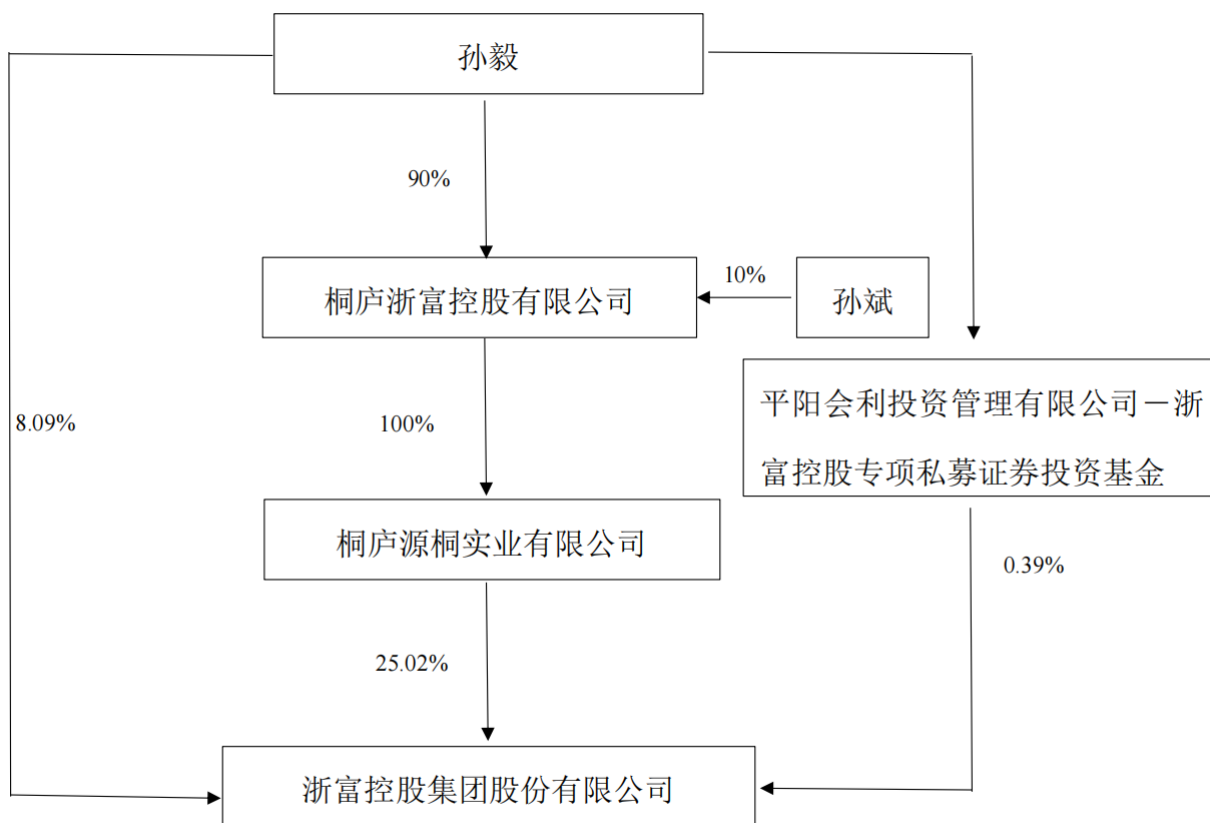 孙毅
90%
桐庐浙富控股有限公司
10%
孙斌
8.09%
100%
平阳会利投资管理有限公司－浙
富控股专项私募证券投资基金
桐庐源桐实业有限公司
0.39%
25.02%
浙富控股集团股份有限公司